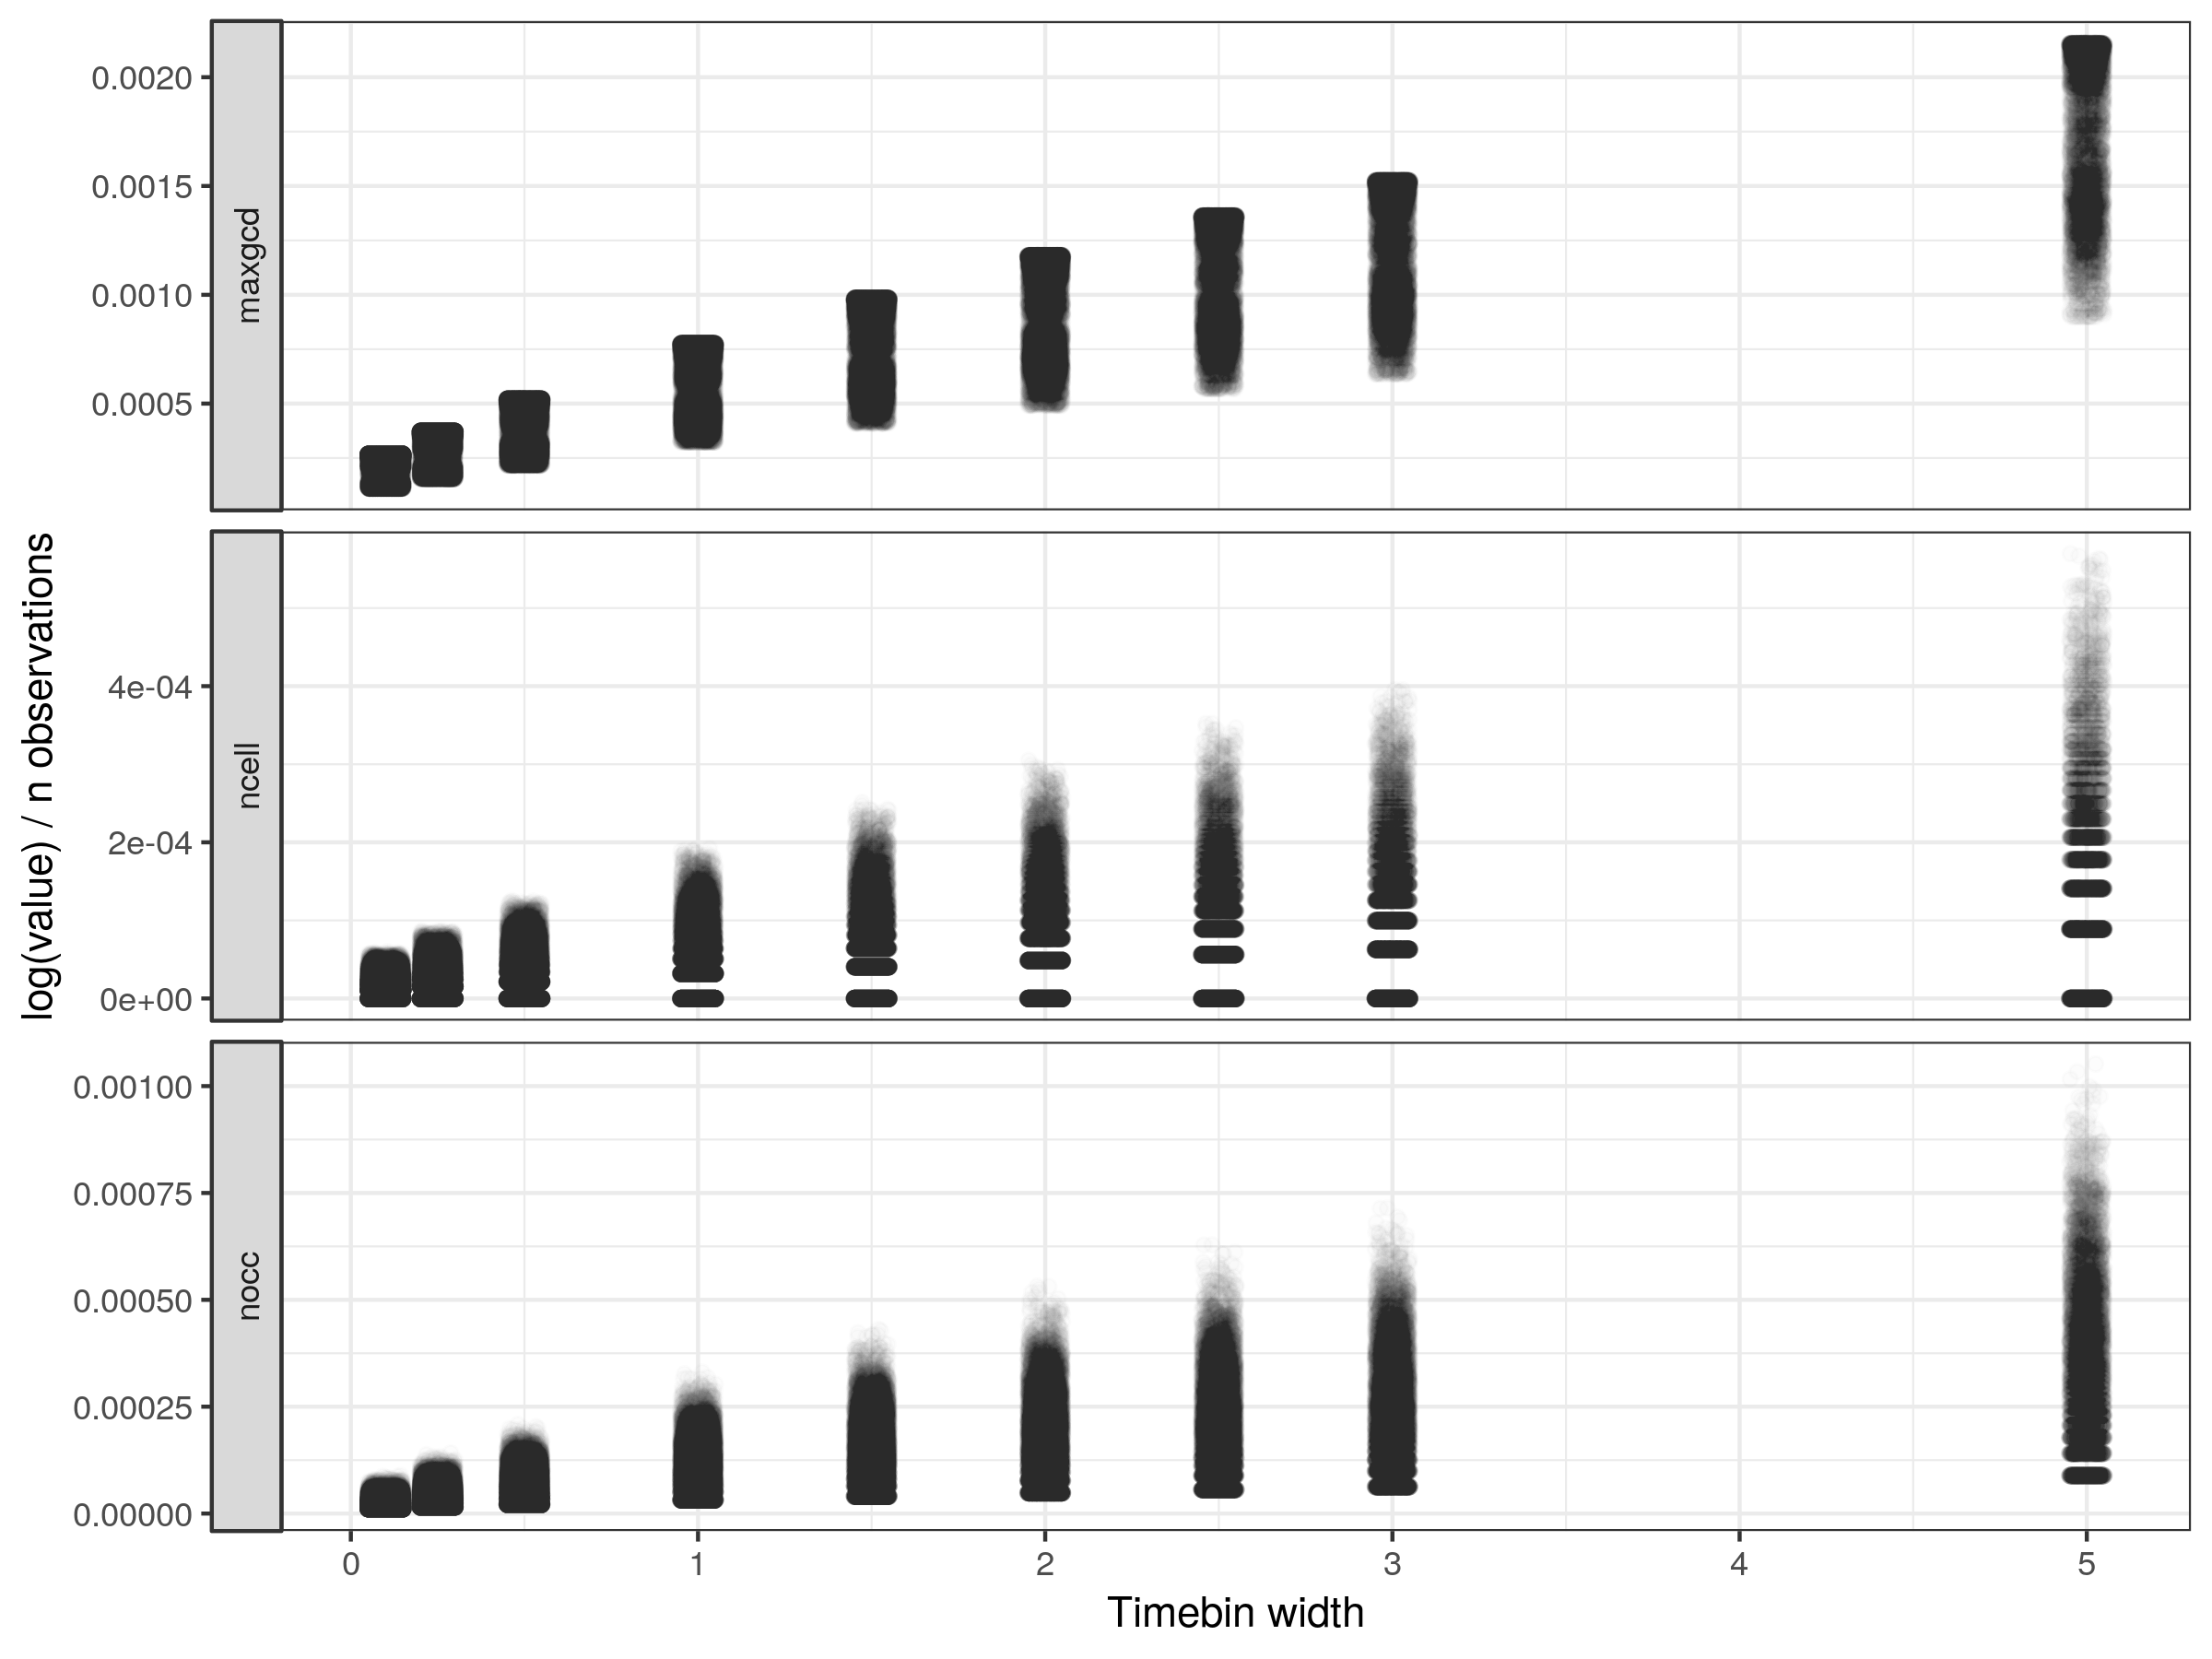 log(value) / n observations
maxgcd
0.0020
0.0015
0.0010
0.0005
ncell
4e-04
2e-04
0e+00
nocc
0.00100
0.00075
0.00050
0.00025
0.00000
0 1 2 3 4 5
Timebin width